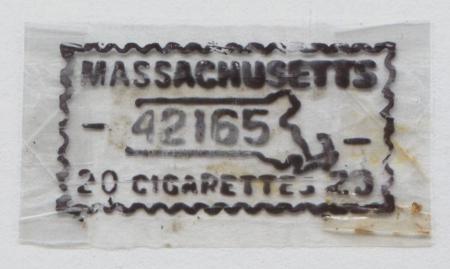 MASSACHUSETTS
- 42165 -
20 CIGARETTES 20